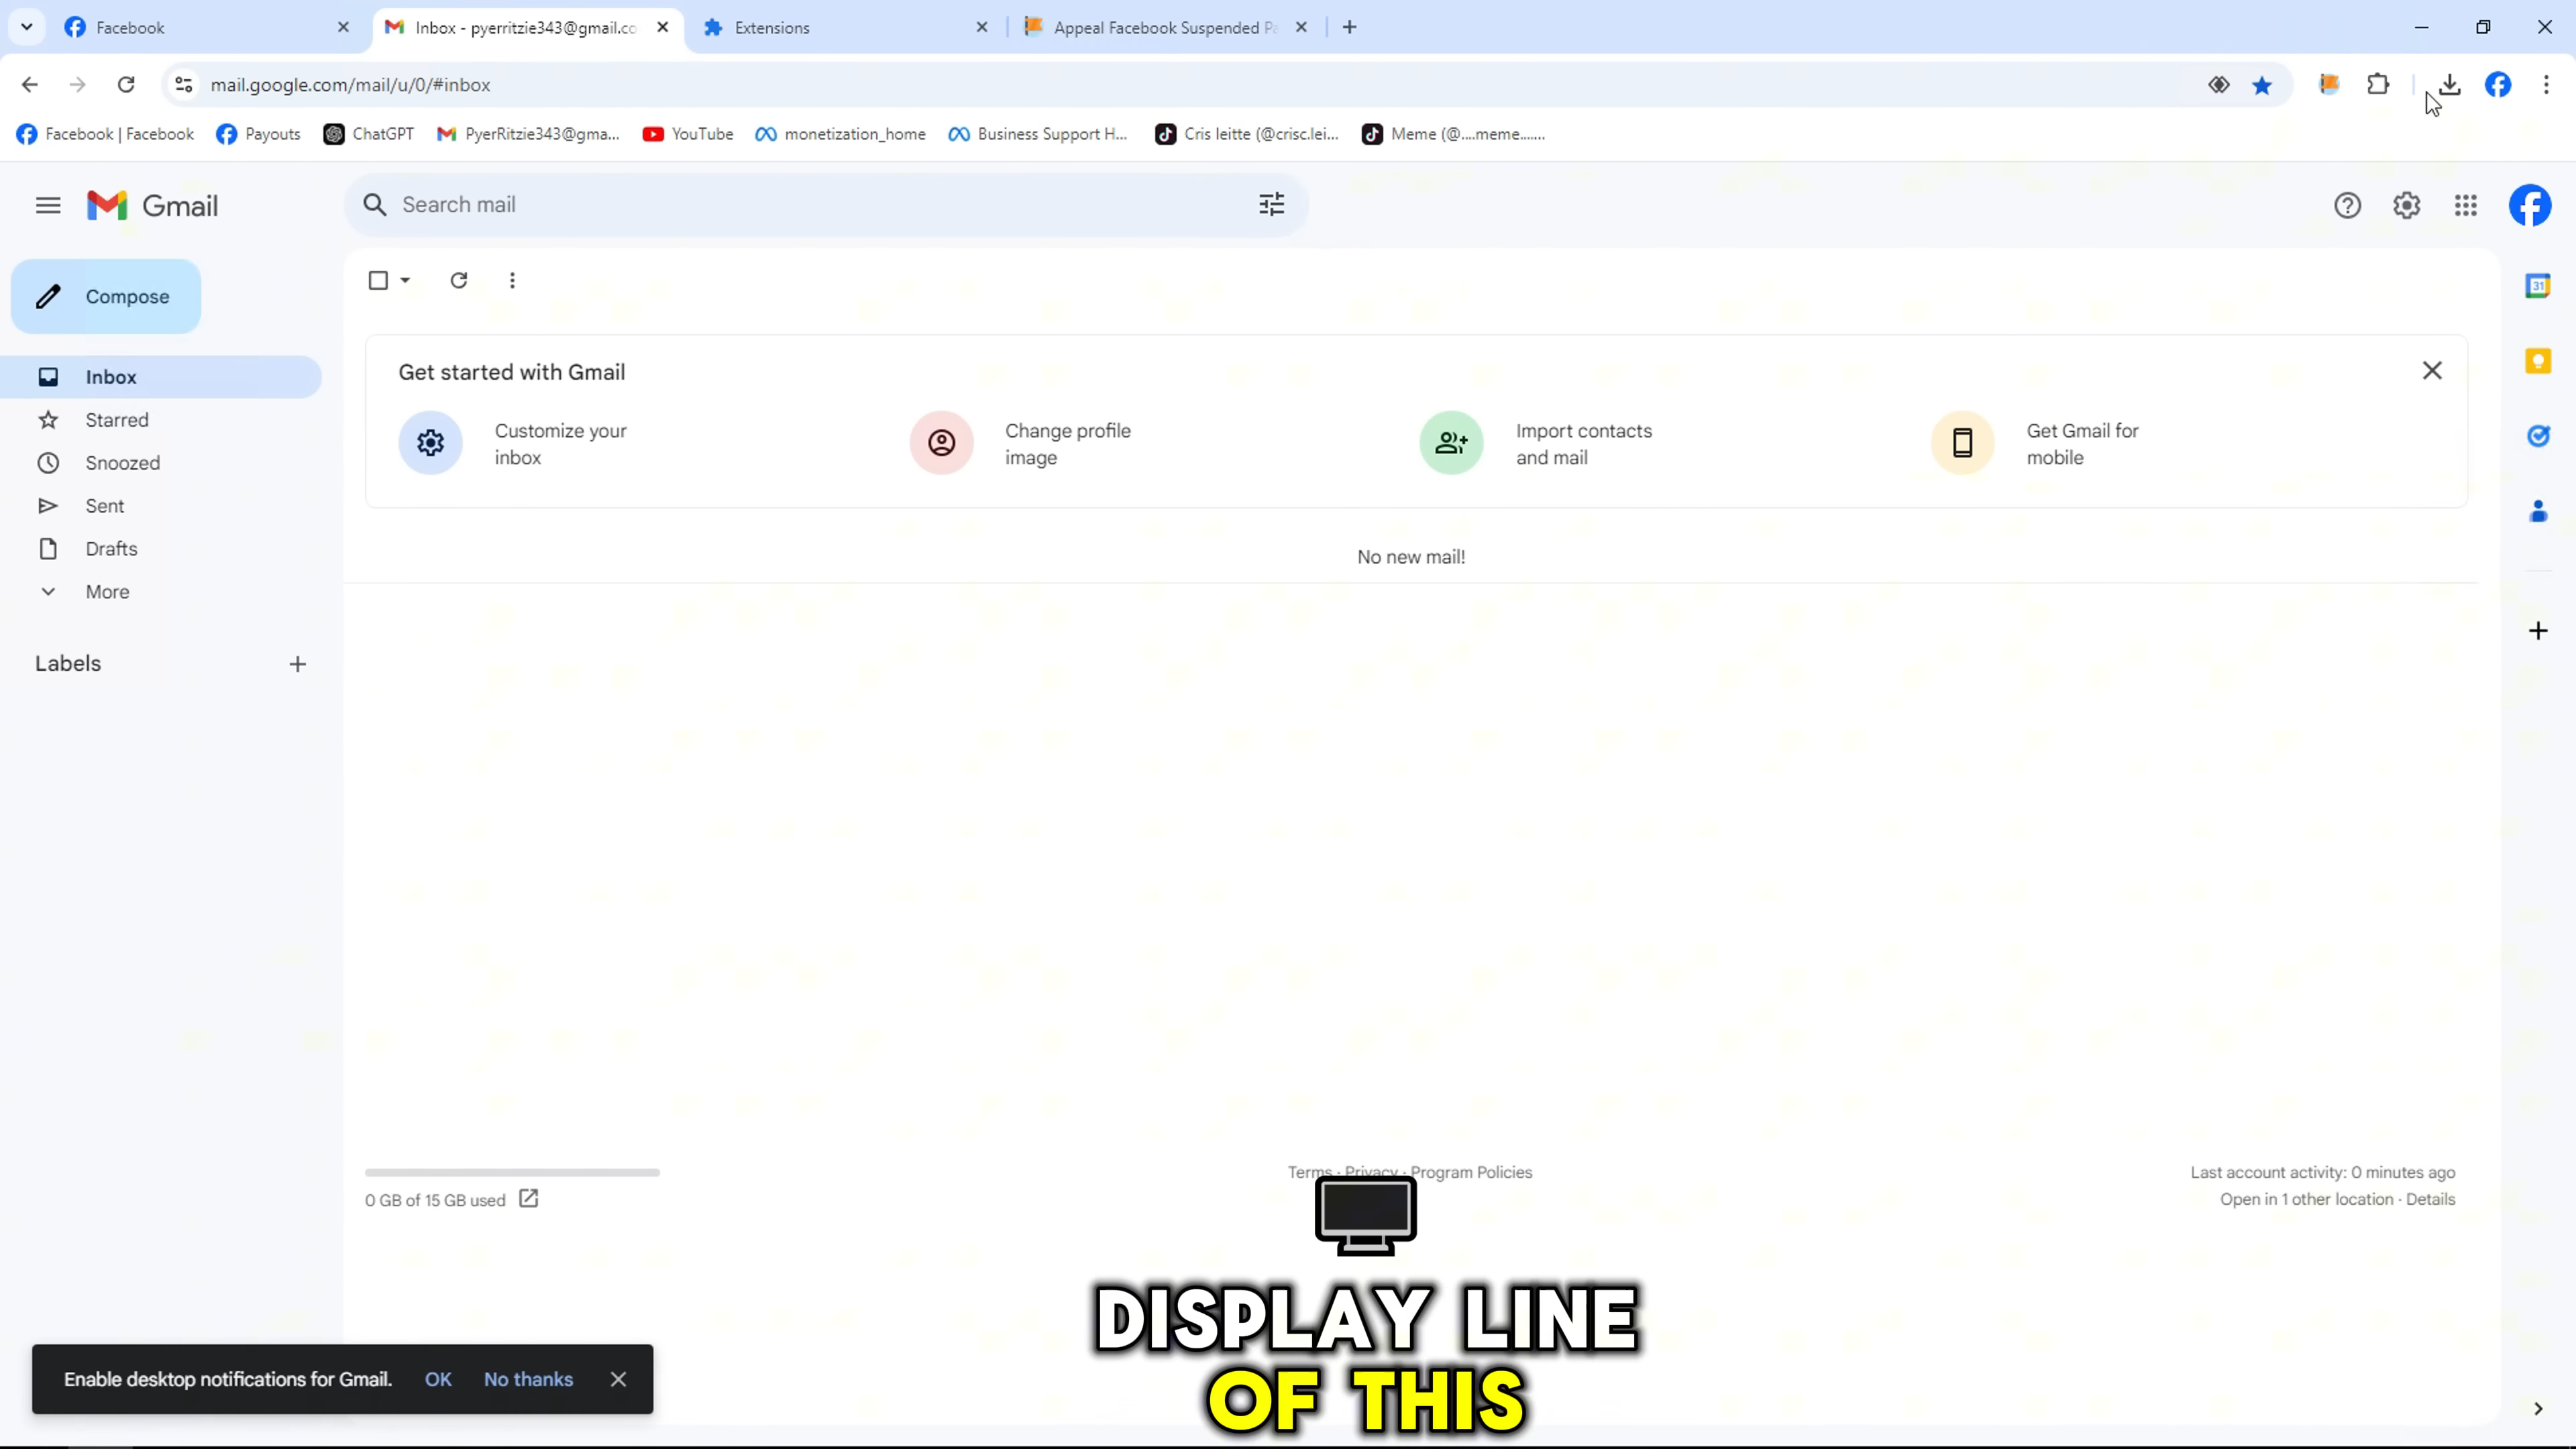 Facebook
Inbox - pyerritzie343@gmail.co
Extensions
Appeal Facebook Suspended Pa
mail.google.com/mail/u/0/#inbox
Facebook | Facebook
Payouts
ChatGPT
PyerRitzie343@gma...
YouTube
monetization_home
Business Support H...
Cris leitte (@crisc.lei...
Meme (@....meme.......
Gmail
Search mail
Compose
Inbox
Starred
Snoozed
Sent
Drafts
More
Labels
Get started with Gmail
Customize your
inbox
Change profile
image
Import contacts
and mail
Get Gmail for
mobile
31
No new mail!
0 GB of 15 GB used
Terms · Privacy · Program Policies
Last account activity: 0 minutes ago
Open in 1 other location · Details
DISPLAY LINE
OF THIS
Enable desktop notifications for Gmail. OK No thanks